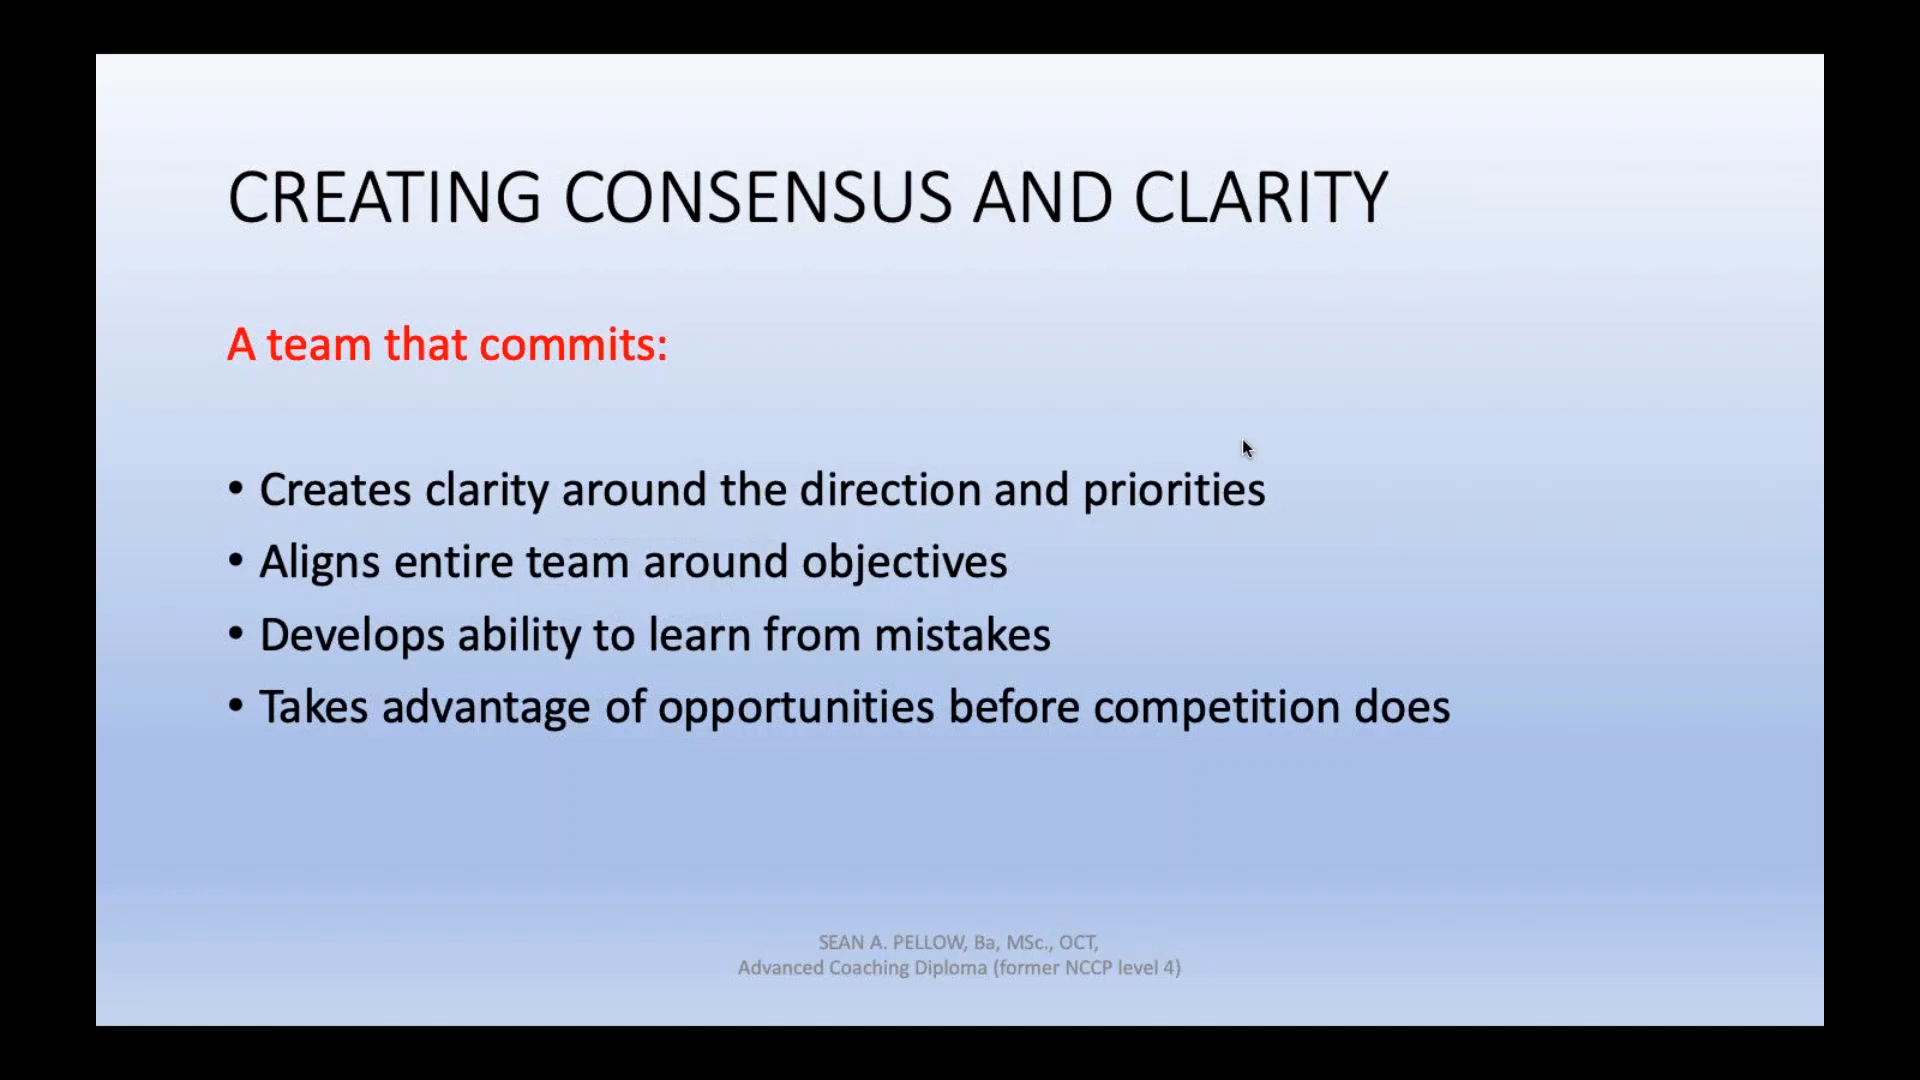 CREATING CONSENSUS AND CLARITY
A team that commits:
• Creates clarity around the direction and priorities
• Aligns entire team around objectives
• Develops ability to learn from mistakes
• Takes advantage of opportunities before competition does
SEAN A. PELLOW, Ba, MSc., OCT,
Advanced Coaching Diploma (former NCCP level 4)